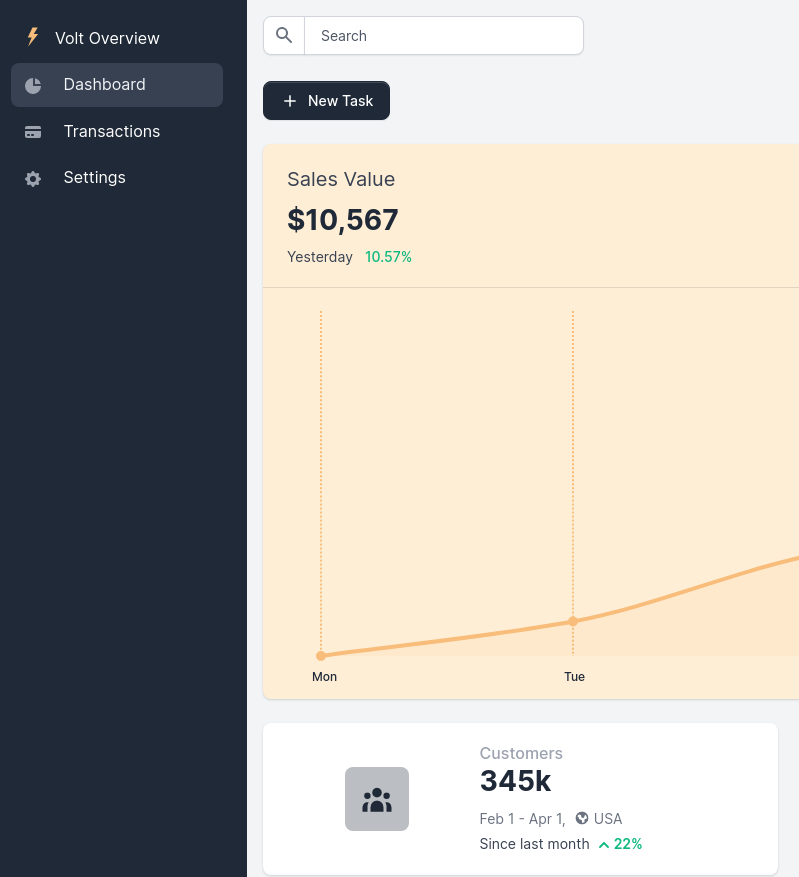 Volt Overview
Dashboard
Transactions
Settings
Search
New Task
Sales Value
$10,567
Yesterday 10.57%
Mon Tue
Customers
345k
Feb 1 - Apr 1, USA
Since last month 22%